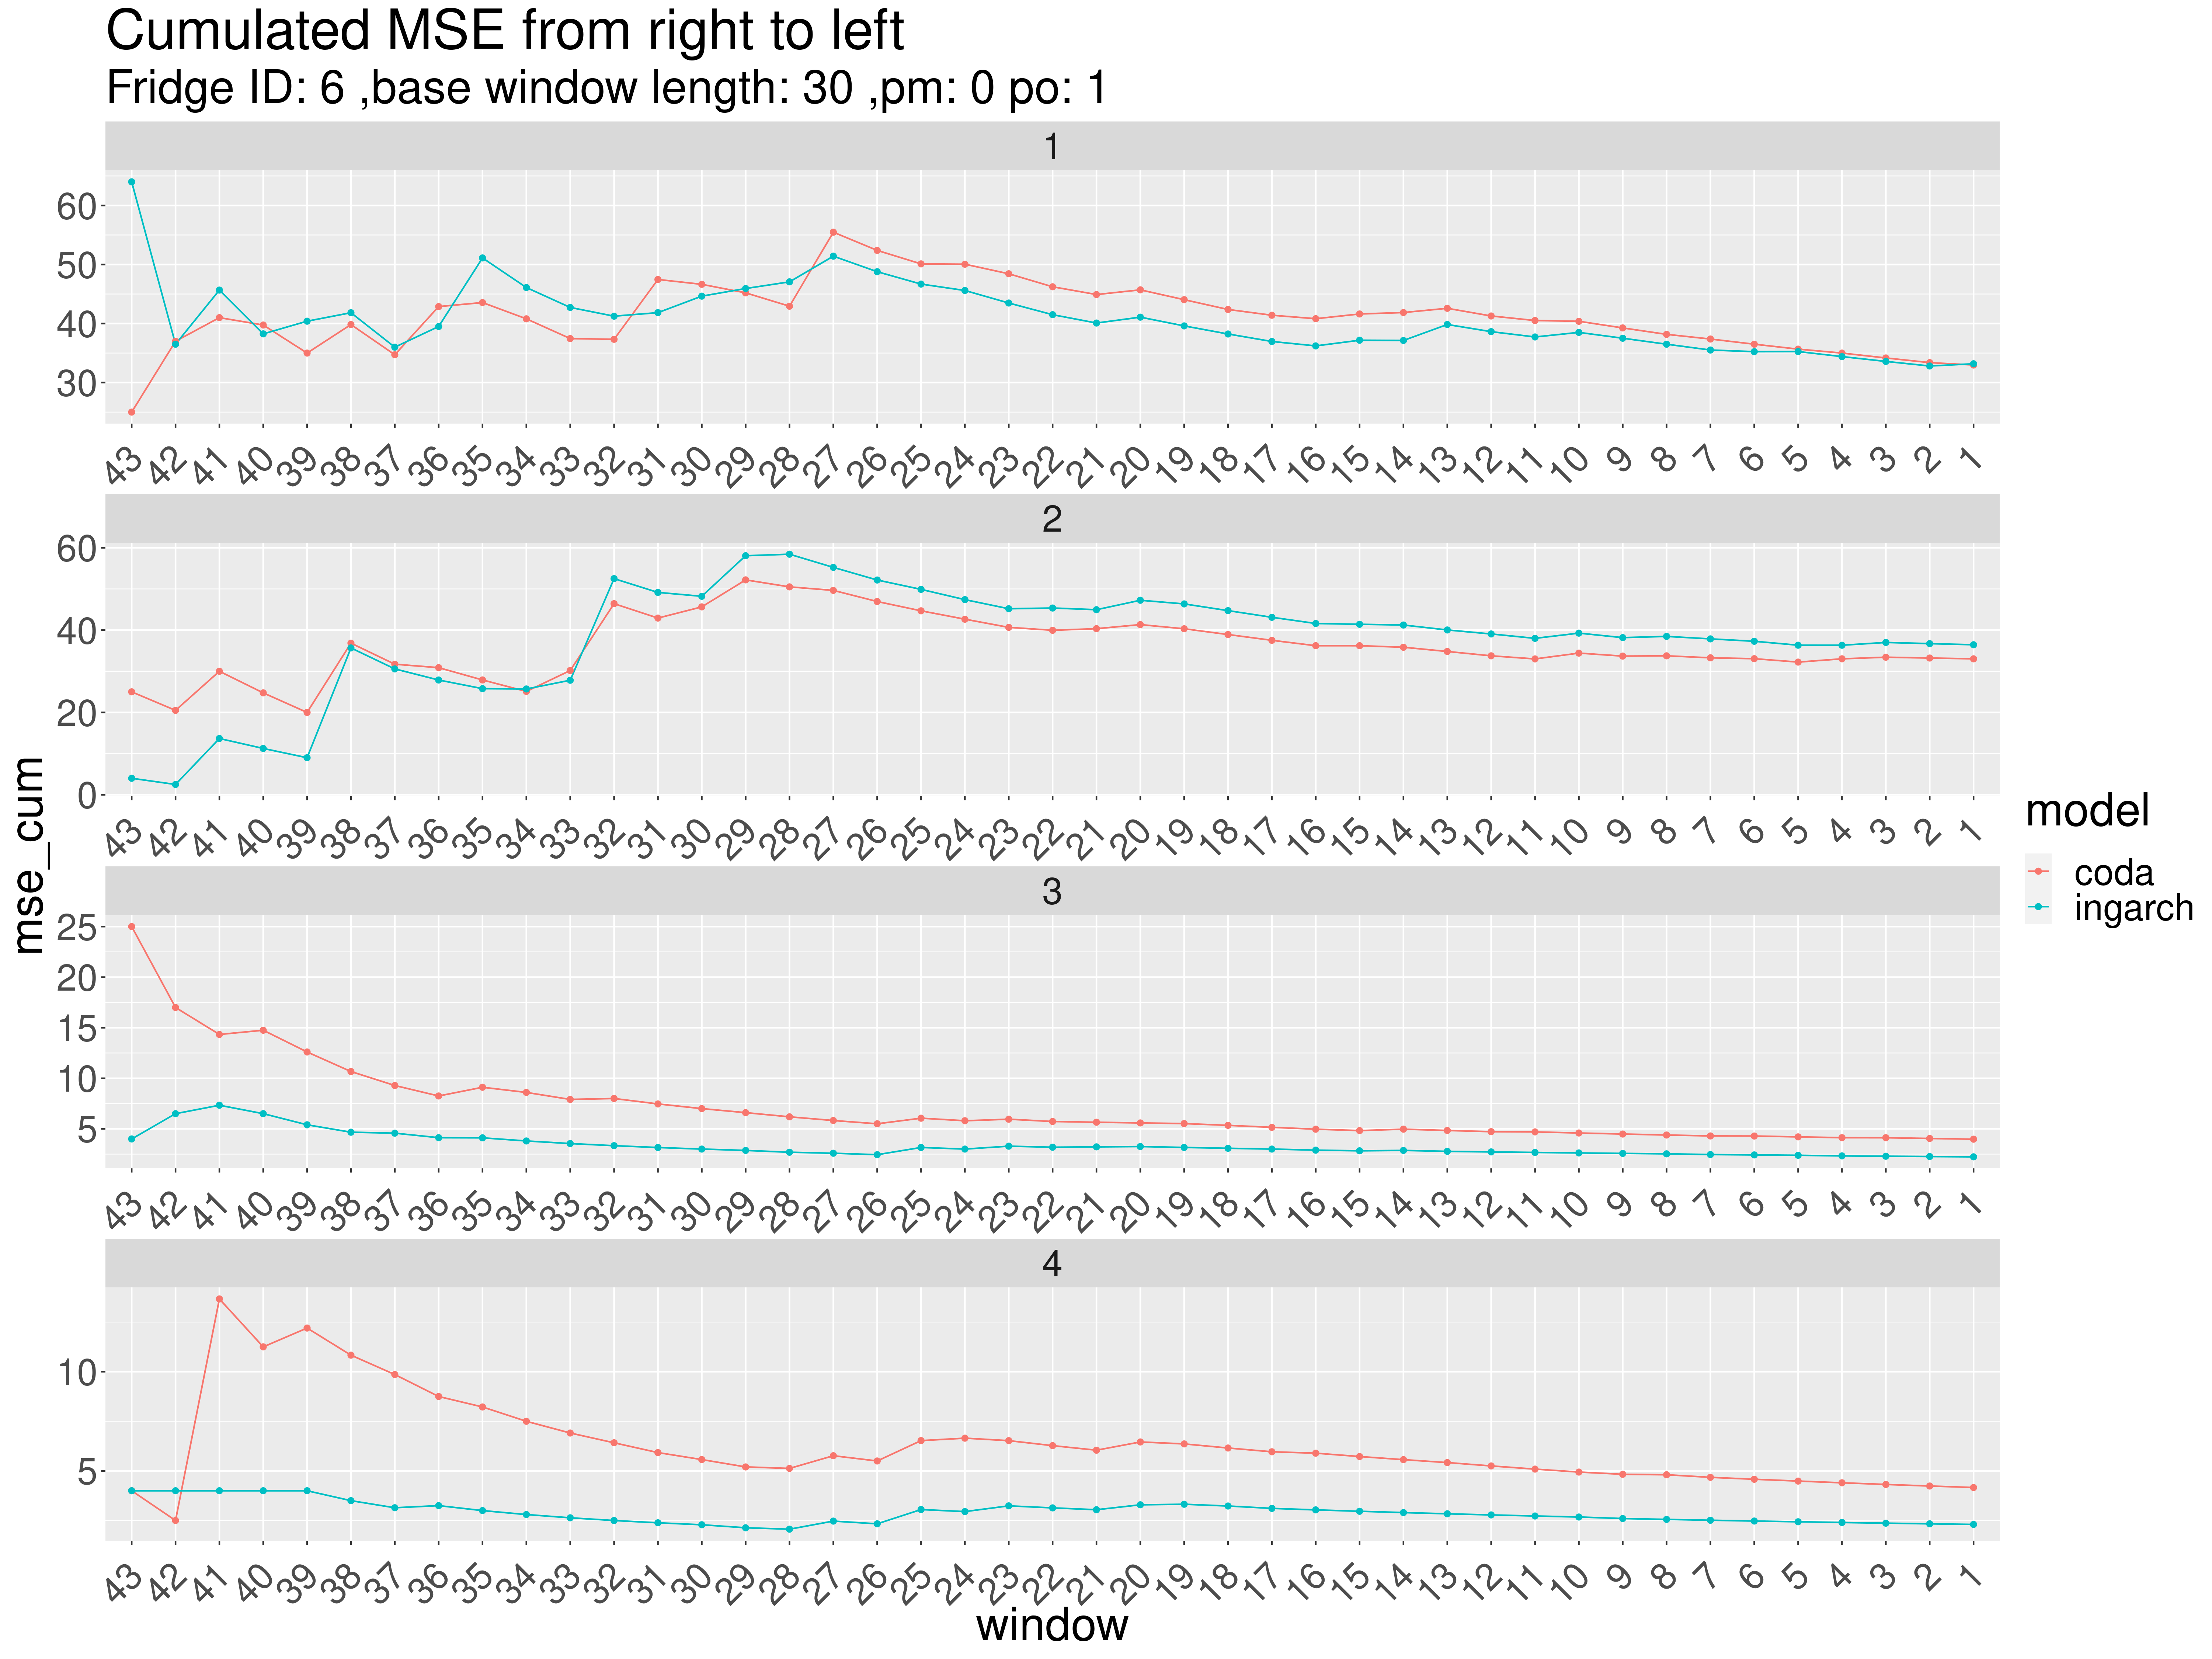 Cumulated MSE from right to left
Fridge ID: 6 ,base window length: 30 ,pm: 0 po: 1
1
60
50
40
30
43 42 41 40 39 38 37 36 35 34 33 32 31 30 29 28 27 26 25 24 23 22 21 20 19 18 17 16 15 14 13 12 11 10 9 8 7 6 5 4 3 2 1
2
60
40
20
0
43 42 41 40 39 38 37 36 35 34 33 32 31 30 29 28 27 26 25 24 23 22 21 20 19 18 17 16 15 14 13 12 11 10 9 8 7 6 5 4 3 2 1
3
25
20
15
10
5
43 42 41 40 39 38 37 36 35 34 33 32 31 30 29 28 27 26 25 24 23 22 21 20 19 18 17 16 15 14 13 12 11 10 9 8 7 6 5 4 3 2 1
4
10
5
43 42 41 40 39 38 37 36 35 34 33 32 31 30 29 28 27 26 25 24 23 22 21 20 19 18 17 16 15 14 13 12 11 10 9 8 7 6 5 4 3 2 1
window
mse_cum
model
coda
ingarch